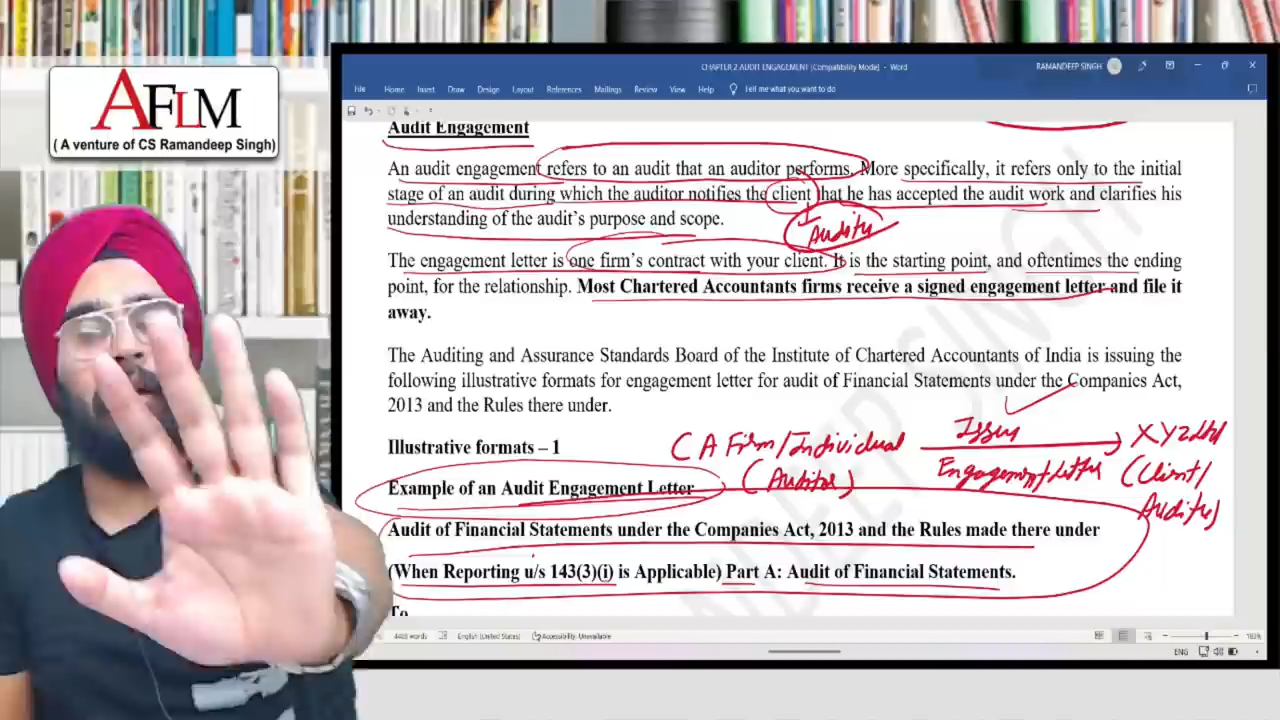 AFLM
( A venture of CS Ramandeep Singh)
CHAPTER 2 AUDIT ENGAGEMENT [Compatibility Mode] - Word
RAMANDEEP SINGH
File Home Insert Draw Design Layout References Mailings Review View Help Tell me what you want to do
Audit Engagement
An audit engagement refers to an audit that an auditor performs. More specifically, it refers only to the initial
stage of an audit during which the auditor notifies the client that he has accepted the audit work and clarifies his
understanding of the audit's purpose and scope.
Auditee
The engagement letter is one firm's contract with your client. It is the starting point, and oftentimes the ending
point, for the relationship. Most Chartered Accountants firms receive a signed engagement letter and file it
away.
The Auditing and Assurance Standards Board of the Institute of Chartered Accountants of India is issuing the
following illustrative formats for engagement letter for audit of Financial Statements under the Companies Act,
2013 and the Rules there under.
Illustrative formats – 1
CA Firm/Individual
(Auditor)
Issue
Engagement letter
XYZ Ltd
(Client/
Auditee)
Example of an Audit Engagement Letter
Audit of Financial Statements under the Companies Act, 2013 and the Rules made there under
(When Reporting u/s 143(3)(i) is Applicable) Part A: Audit of Financial Statements.
To
4403 words English (United States) Accessibility: Unavailable
ENG